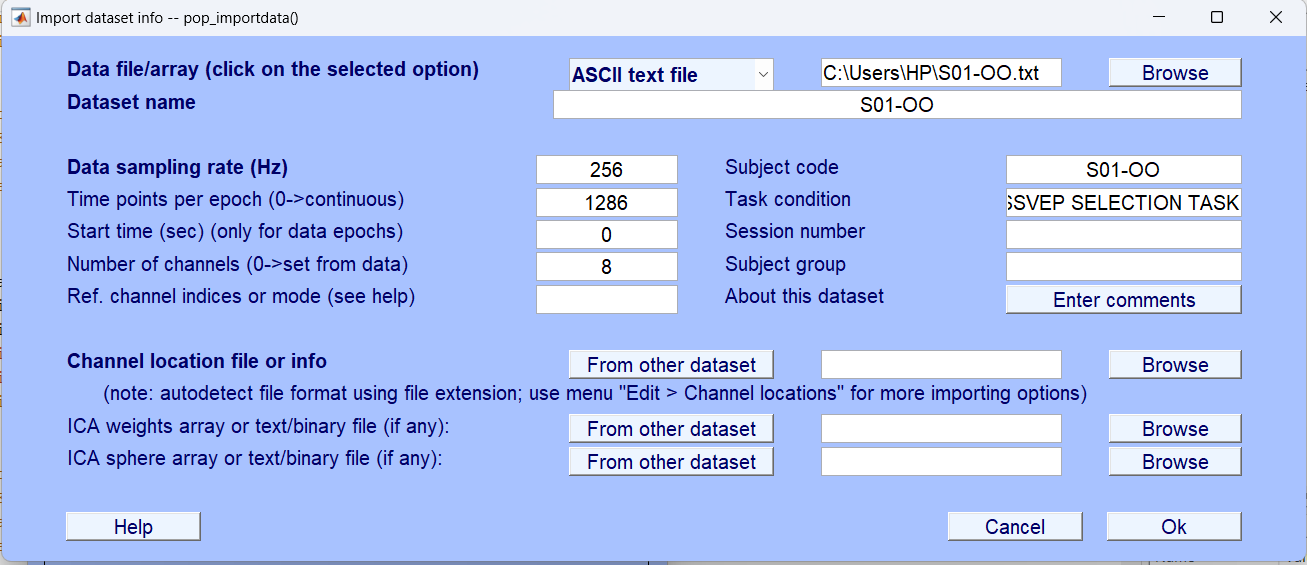 Import dataset info -- pop_importdata()
Data file/array (click on the selected option) ASCII text file C:\Users\HP\S01-OO.txt Browse
Dataset name S01-OO
Data sampling rate (Hz) 256 Subject code S01-OO
Time points per epoch (0->continuous) 1286 Task condition SSVEP SELECTION TASK
Start time (sec) (only for data epochs) 0 Session number
Number of channels (0->set from data) 8 Subject group
Ref. channel indices or mode (see help) About this dataset Enter comments
Channel location file or info From other dataset Browse
(note: autodetect file format using file extension; use menu "Edit > Channel locations" for more importing options)
ICA weights array or text/binary file (if any): From other dataset Browse
ICA sphere array or text/binary file (if any): From other dataset Browse
Help Cancel Ok